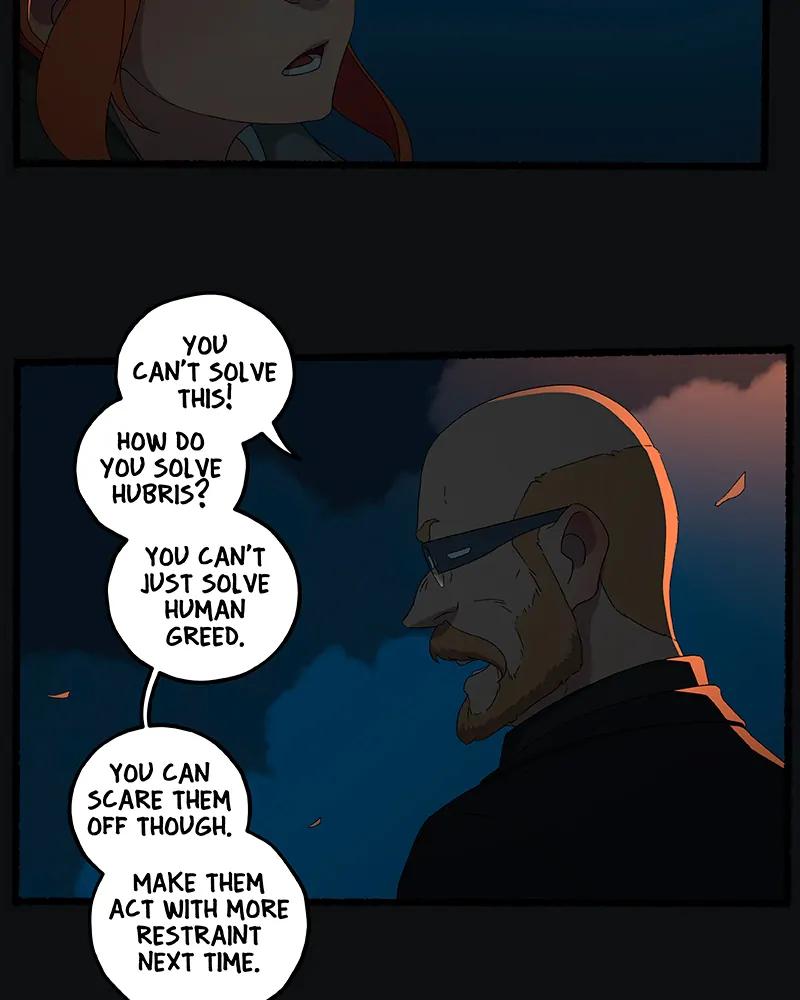 YOU
CAN'T SOLVE
THIS!
HOW DO
YOU SOLVE
HUBRIS?
YOU CAN'T
JUST SOLVE
HUMAN
GREED.
YOU CAN
SCARE THEM
OFF THOUGH.
MAKE THEM
ACT WITH MORE
RESTRAINT
NEXT TIME.